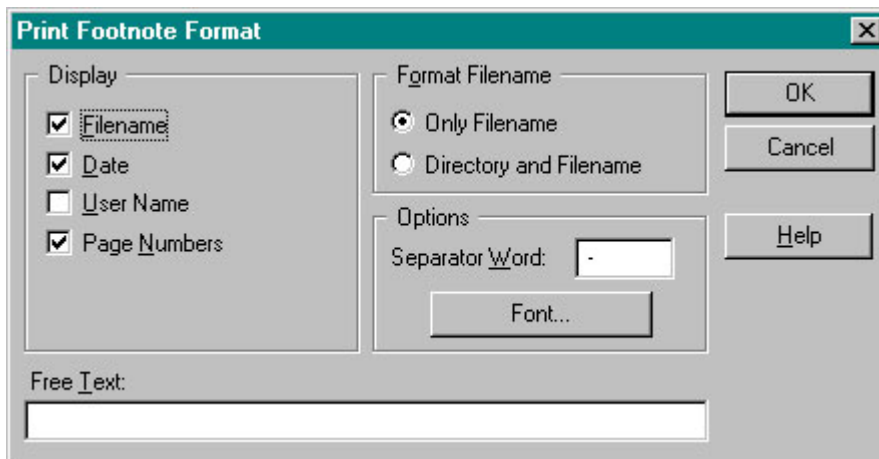 Print Footnote Format
Display
Filename
Date
User Name
Page Numbers
Format Filename
Only Filename
Directory and Filename
Options
Separator Word: -
Font...
OK
Cancel
Help
Free Text: